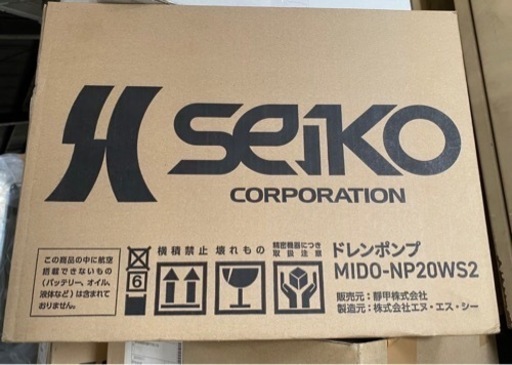 SEIKO
CORPORATION
この商品の中に航空
搭載できないもの
(バッテリー、オイル、
液体など)は含まれて
おりません。
6
横積禁止
壊れもの
精密機器につき
取扱注意
ドレンポンプ
MIDO-NP20WS2
販売元:靜甲株式会社
製造元:株式会社エヌ・エス・シー